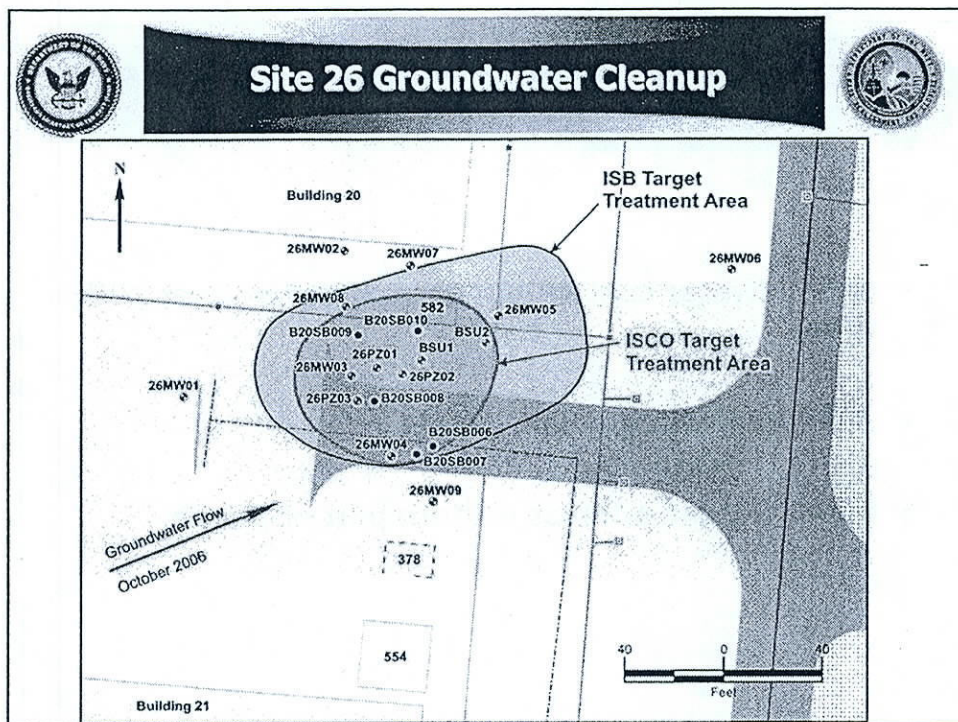 Site 26 Groundwater Cleanup
N
Building 20
ISB Target
Treatment Area
26MW02
26MW07
26MW06
26MW08
582
26MW05
B20SB010
B20SB009
BSU2
ISCO Target
Treatment Area
BSU1
26PZ01
26MW03
26PZ02
26MW01
26PZ03
B20SB008
B20SB006
26MW04
B20SB007
26MW09
Groundwater Flow
October 2006
378
554
40
0
40
Feet
Building 21